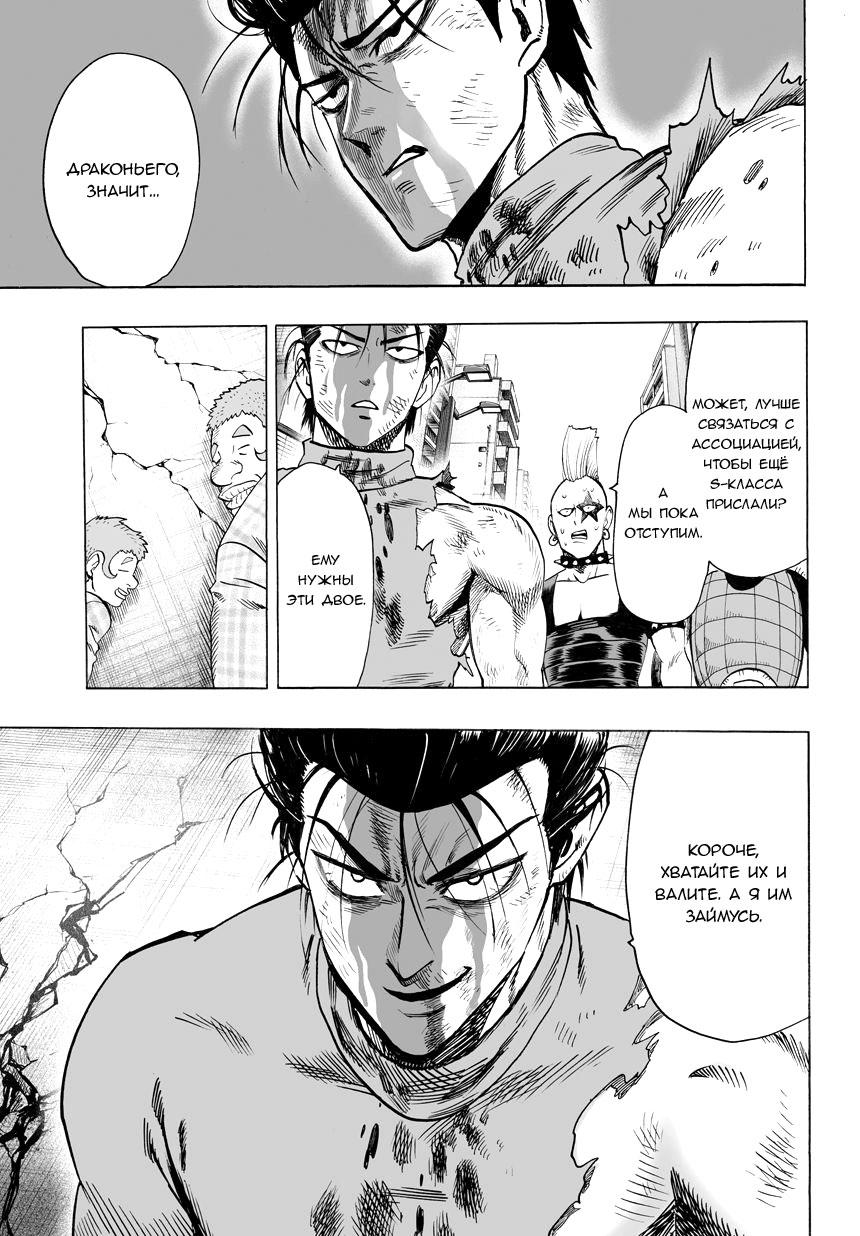 ДРАКОНЬЕГО,
ЗНАЧИТ...
МОЖЕТ, ЛУЧШЕ
СВЯЗАТЬСЯ С
АССОЦИАЦИЕЙ,
ЧТОБЫ ЕЩЁ
S-КЛАССА
ПРИСЛАЛИ?
А
МЫ ПОКА
ОТСТУПИМ.
ЕМУ
НУЖНЫ
ЭТИ ДВОЕ.
КОРОЧЕ,
ХВАТАЙТЕ ИХ И
ВАЛИТЕ. А Я ИМ
ЗАЙМУСЬ.